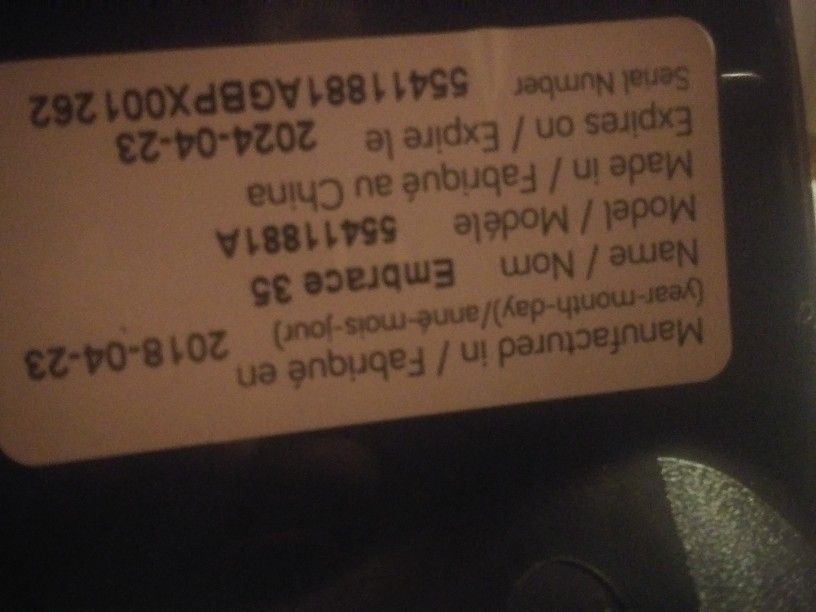 Manufactured in / Fabriqué en
(year-month-day)/(anné-mois-jour) 2018-04-23
Name / Nom Embrace 35
Model / Modéle 55411881A
Made in / Fabriqué au China
Expires on / Expire le 2024-04-23
Serial Number 55411881AGBPX001262